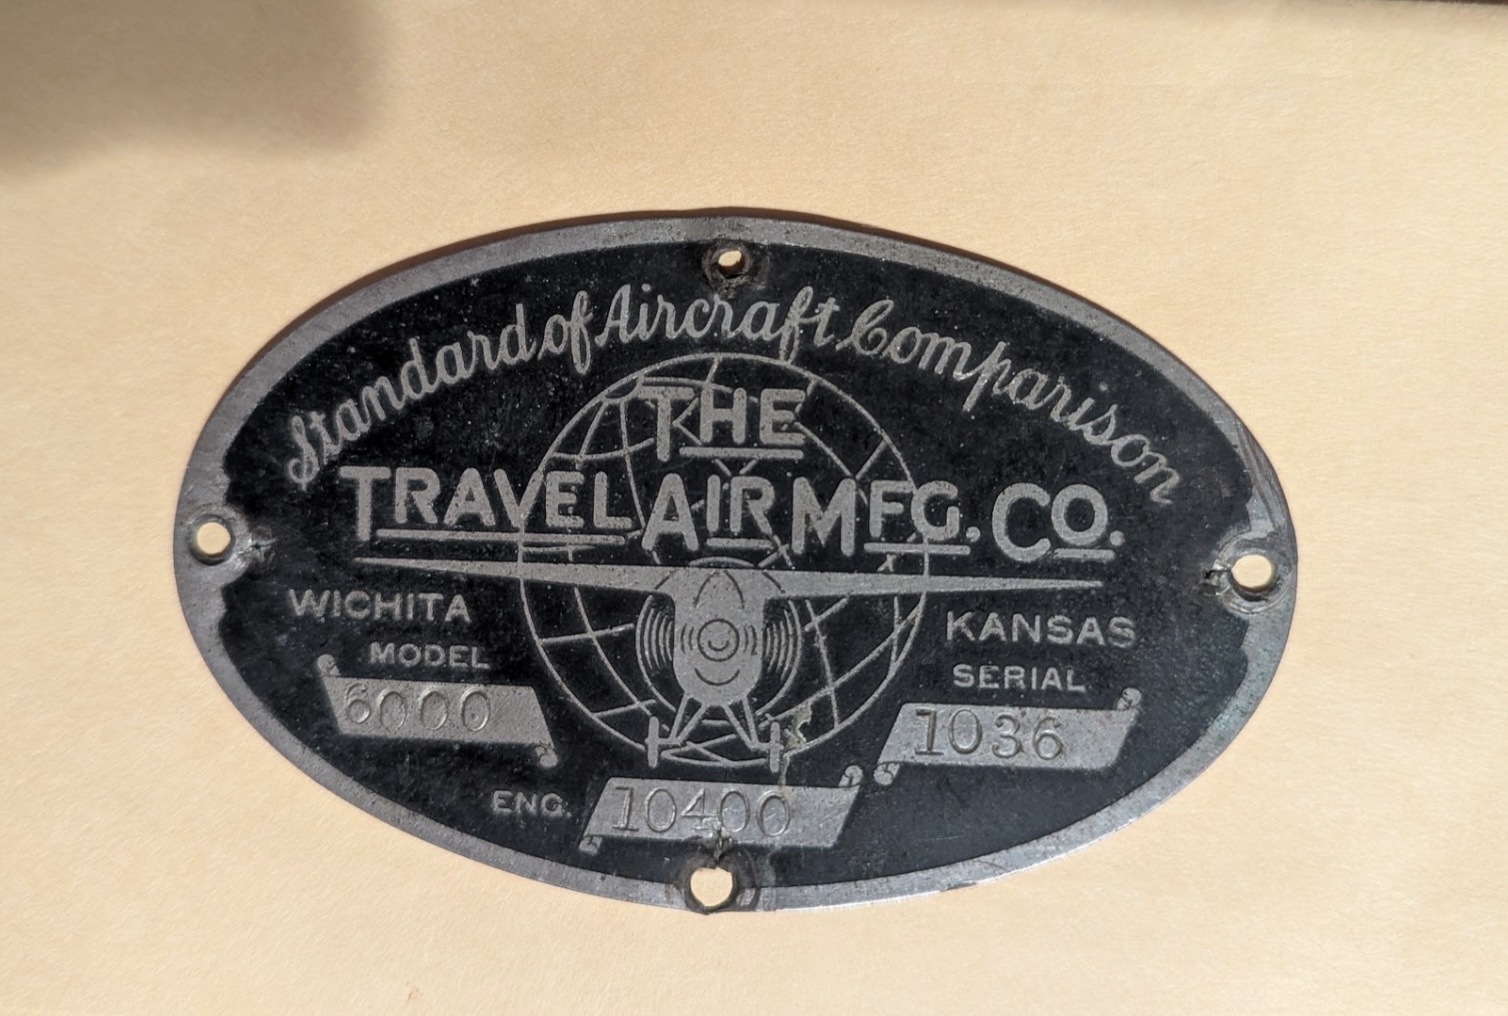 Standard of Aircraft Comparison
THE
TRAVEL AIR MFG. CO.
WICHITA KANSAS
MODEL SERIAL
6000 1036
ENG. 10400